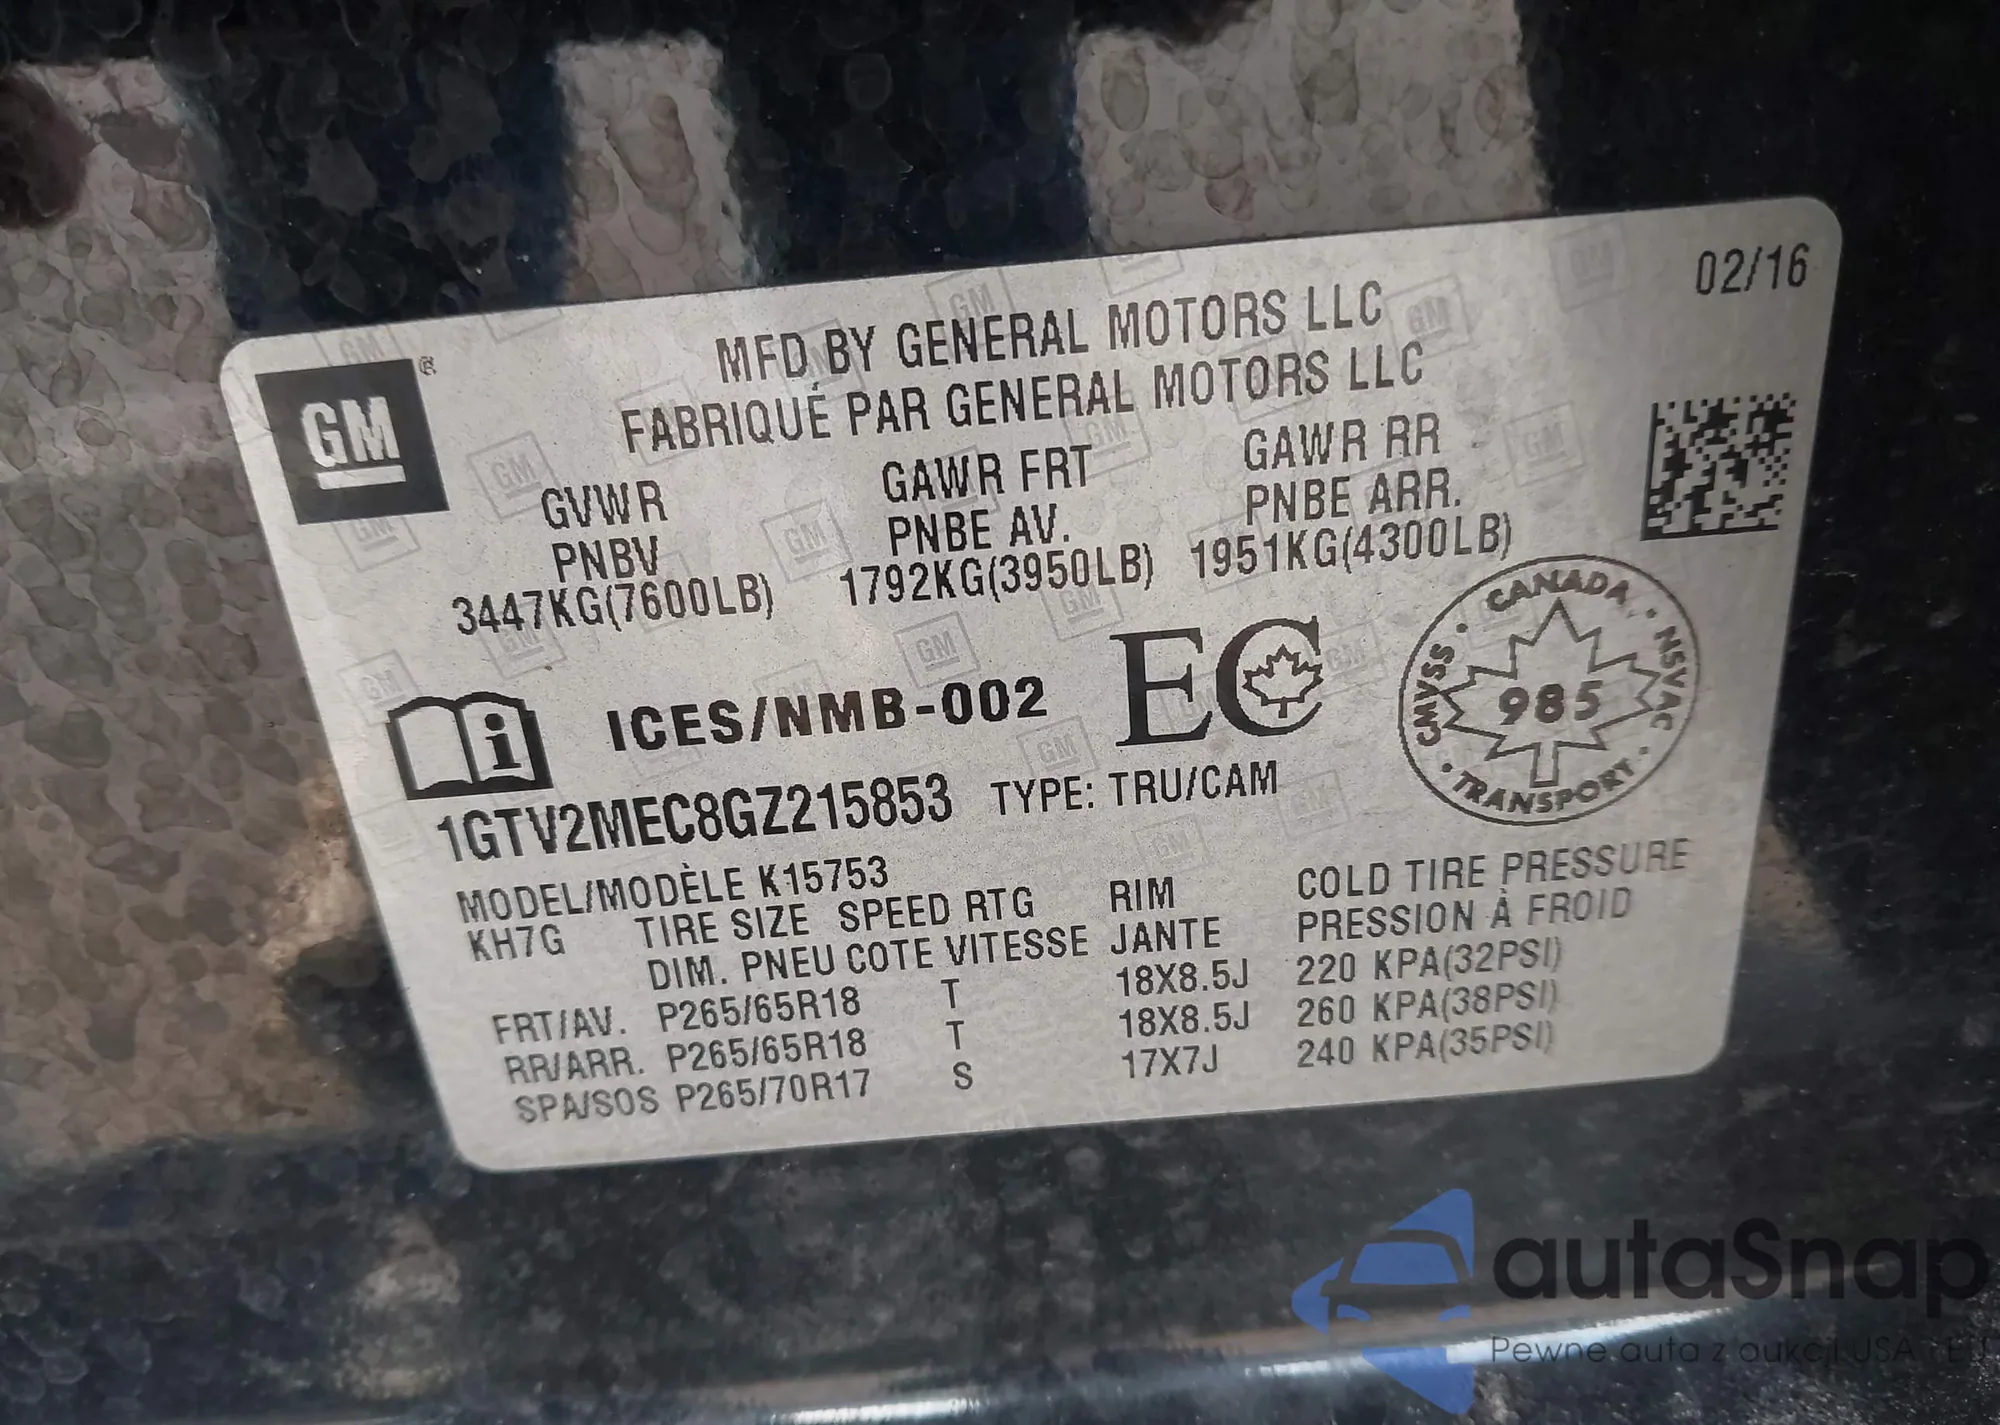 02/16
GM
®
MFD BY GENERAL MOTORS LLC
FABRIQUÉ PAR GENERAL MOTORS LLC
GVWR GAWR FRT GAWR RR
PNBV PNBE AV. PNBE ARR.
3447KG(7600LB) 1792KG(3950LB) 1951KG(4300LB)
i ICES/NMB-002 EC
CANADA · NSVAC · TRANSPORT · CMVSS ·
985
1GTV2MEC8GZ215853 TYPE: TRU/CAM
MODEL/MODÈLE K15753
KH7G TIRE SIZE SPEED RTG RIM COLD TIRE PRESSURE
DIM. PNEU COTE VITESSE JANTE PRESSION À FROID
FRT/AV. P265/65R18 T 18X8.5J 220 KPA(32PSI)
RR/ARR. P265/65R18 T 18X8.5J 260 KPA(38PSI)
SPA/SOS P265/70R17 S 17X7J 240 KPA(35PSI)
autaSnap
Pewne auta z aukcji USA